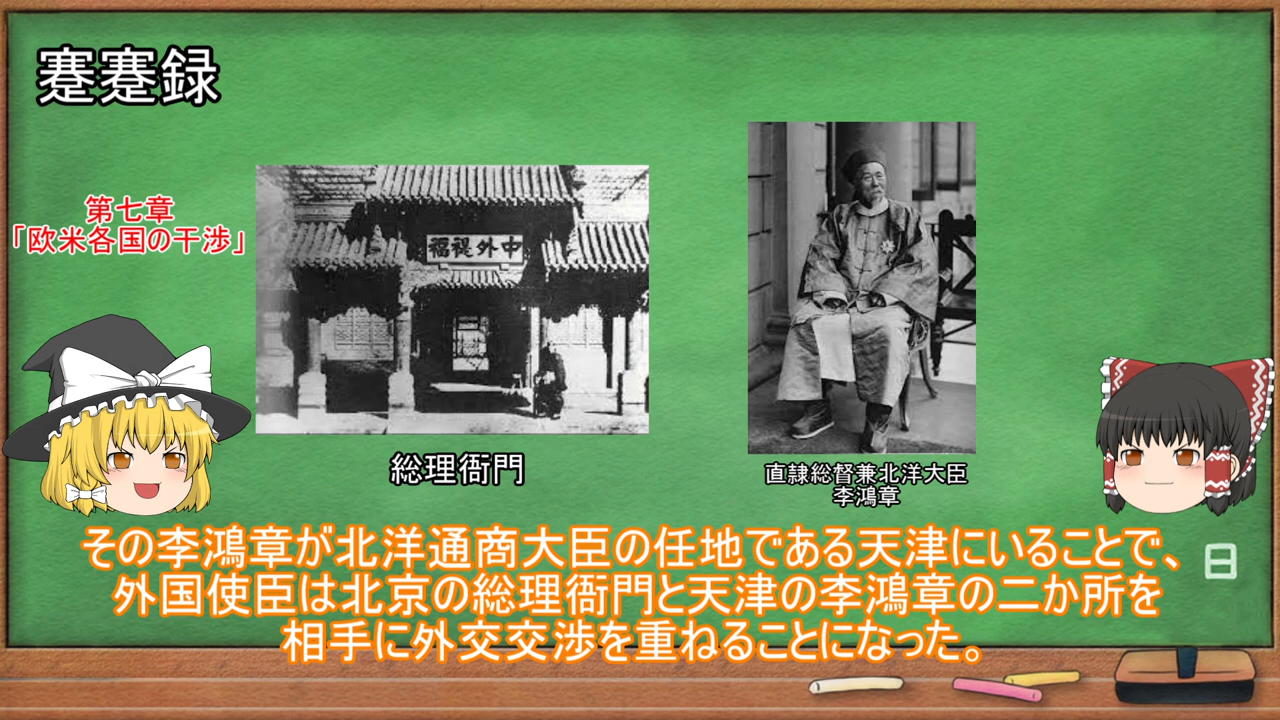 蹇蹇録
第七章
「欧米各国の干渉」
福禔外中
総理衙門
直隷総督兼北洋大臣
李鴻章
その李鴻章が北洋通商大臣の任地である天津にいることで、
外国使臣は北京の総理衙門と天津の李鴻章の二か所を
相手に外交交渉を重ねることになった。
日